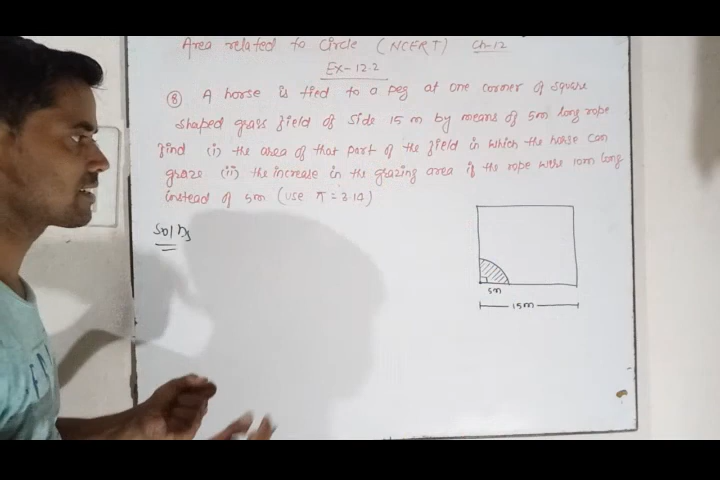 Area related to Circle (NCERT) Ch-12
Ex-12.2
⑧ A horse is tied to a peg at one corner of square
shaped grass field of side 15 m by means of 5m long rope
find (i) the area of that part of the field in which the horse can
graze (ii) the increase in the grazing area if the rope were 10m long
instead of 5m (use π = 3.14)
Solⁿ
5m
15m